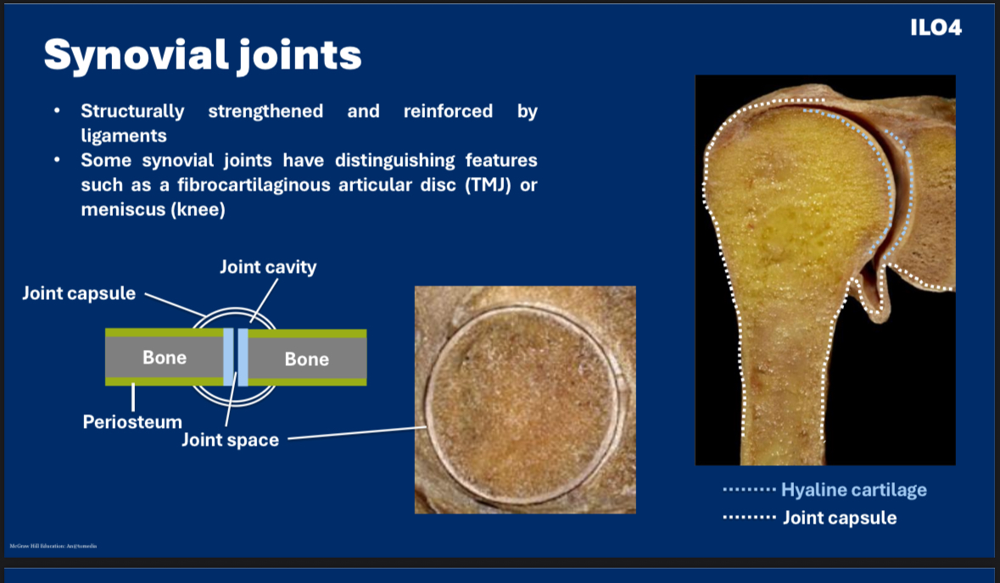 ILO4
Synovial joints
• Structurally strengthened and reinforced by
ligaments
• Some synovial joints have distinguishing features
such as a fibrocartilaginous articular disc (TMJ) or
meniscus (knee)
Joint cavity
Joint capsule
Bone
Bone
Periosteum
Joint space
Hyaline cartilage
Joint capsule
McGraw Hill Education: An@tomedia